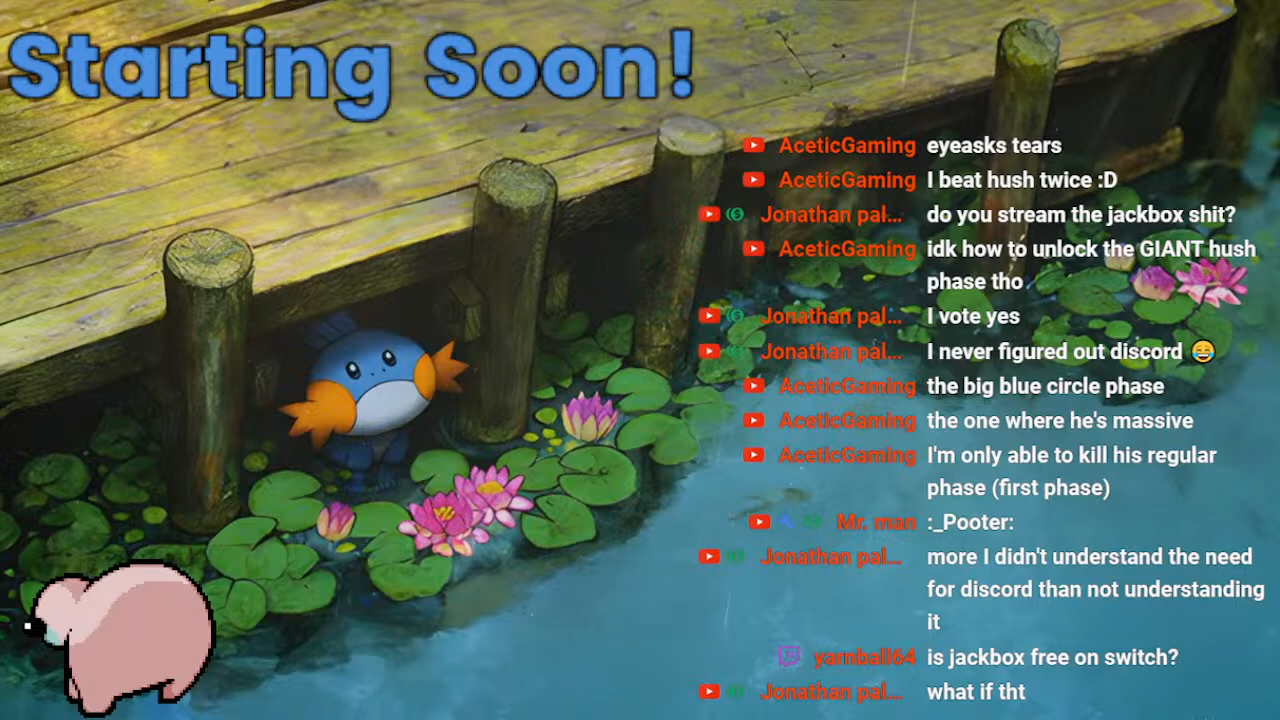 Starting Soon!
AceticGaming eyeasks tears
AceticGaming I beat hush twice :D
Jonathan pal... do you stream the jackbox shit?
AceticGaming idk how to unlock the GIANT hush
phase tho
Jonathan pal... I vote yes
Jonathan pal... I never figured out discord 😂
AceticGaming the big blue circle phase
AceticGaming the one where he's massive
AceticGaming I'm only able to kill his regular
phase (first phase)
Mr. man :_Pooter:
Jonathan pal... more I didn't understand the need
for discord than not understanding
it
yarnball64 is jackbox free on switch?
Jonathan pal... what if tht